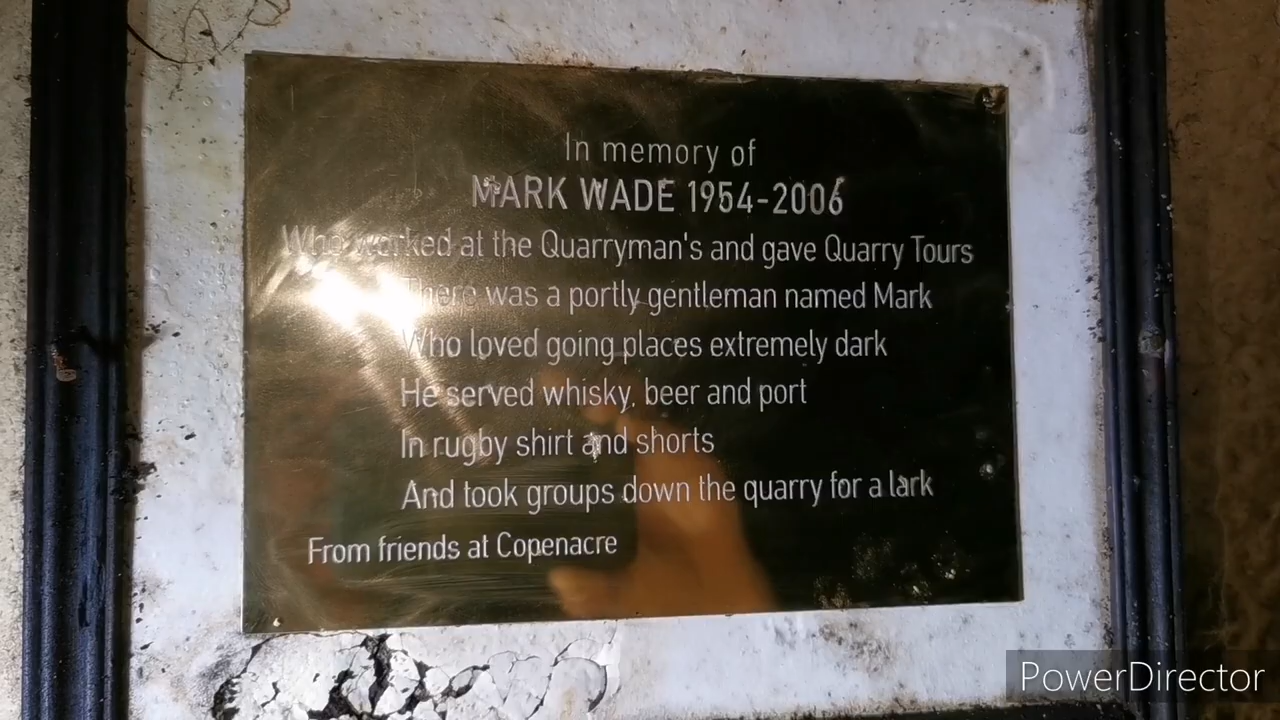 In memory of
MARK WADE 1954-2006
Who worked at the Quarryman's and gave Quarry Tours
There was a portly gentleman named Mark
Who loved going places extremely dark
He served whisky, beer and port
In rugby shirt and shorts
And took groups down the quarry for a lark
From friends at Copenacre
PowerDirector